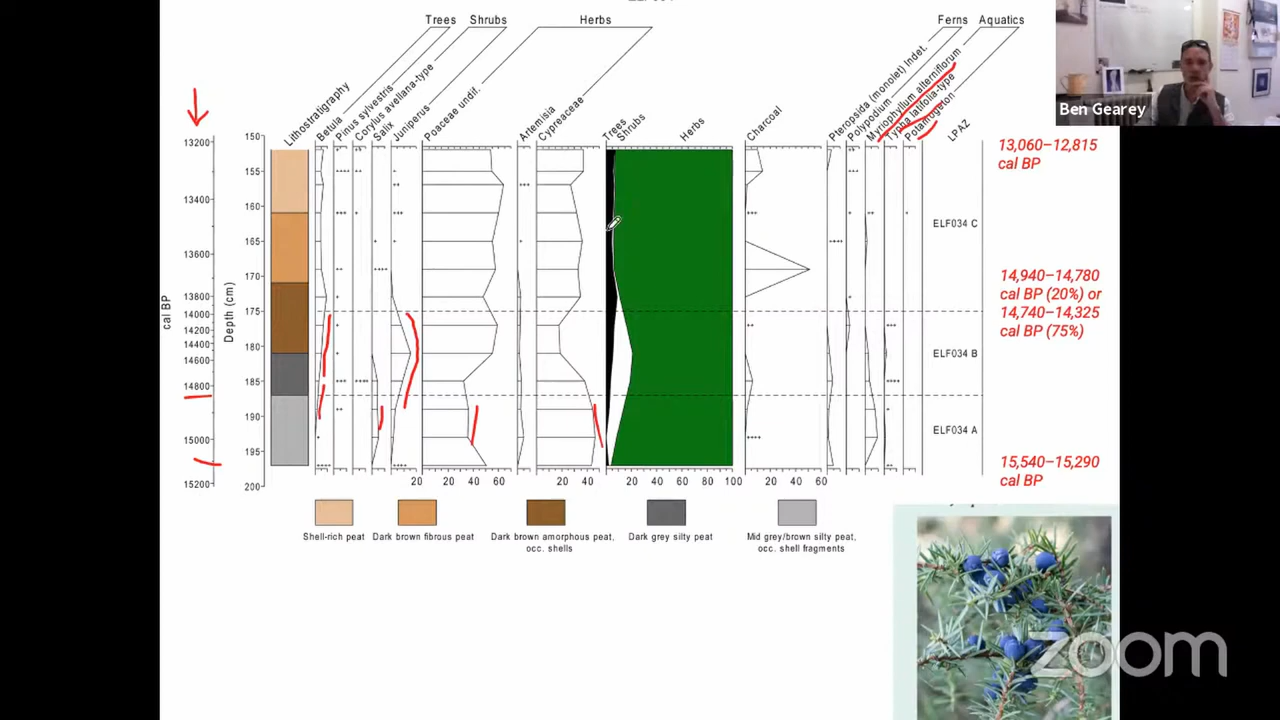 Trees Shrubs Herbs Ferns Aquatics
Lithostratigraphy
Betula
Pinus sylvestris
Corylus avellana-type
Salix
Juniperus
Poaceae undif.
Artemisia
Cypreaceae
Trees
Shrubs
Herbs
Charcoal
Pteropsida (monolet) Indet.
Polypodium
Myriophyllum alterniflorum
Typha latifolia-type
Potamogeton
LPAZ
Ben Gearey
cal BP
13200
13400
13600
13800
14000
14200
14400
14600
14800
15000
15200
Depth (cm)
150
155
160
165
170
175
180
185
190
195
200
ELF034 C
ELF034 B
ELF034 A
13,060–12,815
cal BP
14,940–14,780
cal BP (20%) or
14,740–14,325
cal BP (75%)
15,540–15,290
cal BP
20 20 40 60 20 40 20 40 60 80 100 20 40 60
Shell-rich peat
Dark brown fibrous peat
Dark brown amorphous peat,
occ. shells
Dark grey silty peat
Mid grey/brown silty peat,
occ. shell fragments
zoom